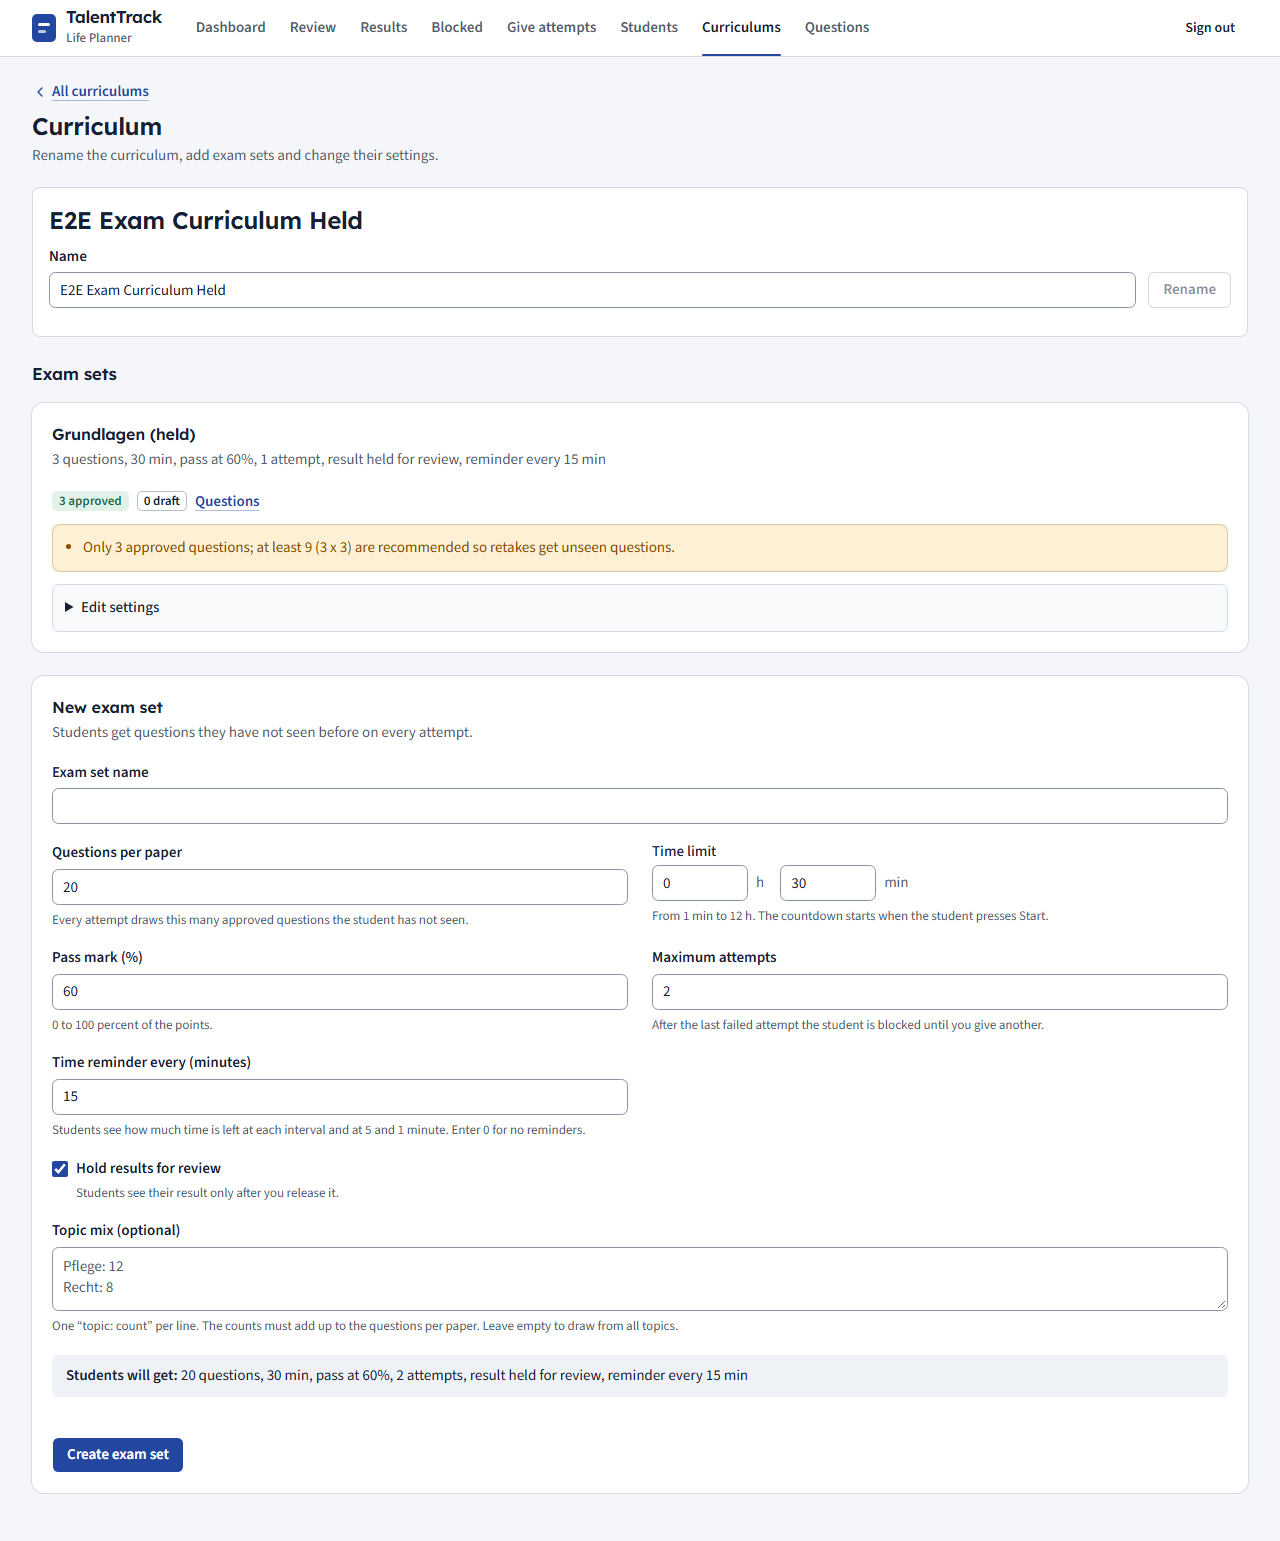 TalentTrack
Life Planner
Dashboard
Review
Results
Blocked
Give attempts
Students
Curriculums
Questions
Sign out
All curriculums
Curriculum
Rename the curriculum, add exam sets and change their settings.
E2E Exam Curriculum Held
Name
E2E Exam Curriculum Held
Rename
Exam sets
Grundlagen (held)
3 questions, 30 min, pass at 60%, 1 attempt, result held for review, reminder every 15 min
3 approved
0 draft
Questions
Only 3 approved questions; at least 9 (3 x 3) are recommended so retakes get unseen questions.
Edit settings
New exam set
Students get questions they have not seen before on every attempt.
Exam set name
Questions per paper
20
Every attempt draws this many approved questions the student has not seen.
Time limit
0 h 30 min
From 1 min to 12 h. The countdown starts when the student presses Start.
Pass mark (%)
60
0 to 100 percent of the points.
Maximum attempts
2
After the last failed attempt the student is blocked until you give another.
Time reminder every (minutes)
15
Students see how much time is left at each interval and at 5 and 1 minute. Enter 0 for no reminders.
Hold results for review
Students see their result only after you release it.
Topic mix (optional)
Pflege: 12
Recht: 8
One “topic: count” per line. The counts must add up to the questions per paper. Leave empty to draw from all topics.
Students will get: 20 questions, 30 min, pass at 60%, 2 attempts, result held for review, reminder every 15 min
Create exam set